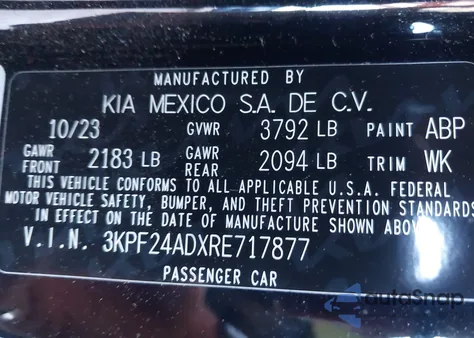 MANUFACTURED BY
KIA MEXICO S.A. DE C.V.
10/23 GVWR 3792 LB PAINT ABP
GAWR FRONT 2183 LB GAWR REAR 2094 LB TRIM WK
THIS VEHICLE CONFORMS TO ALL APPLICABLE U.S.A. FEDERAL
MOTOR VEHICLE SAFETY, BUMPER, AND THEFT PREVENTION STANDARDS
IN EFFECT ON THE DATE OF MANUFACTURE SHOWN ABOVE
V.I.N. 3KPF24ADXRE717877
PASSENGER CAR
autoSnap